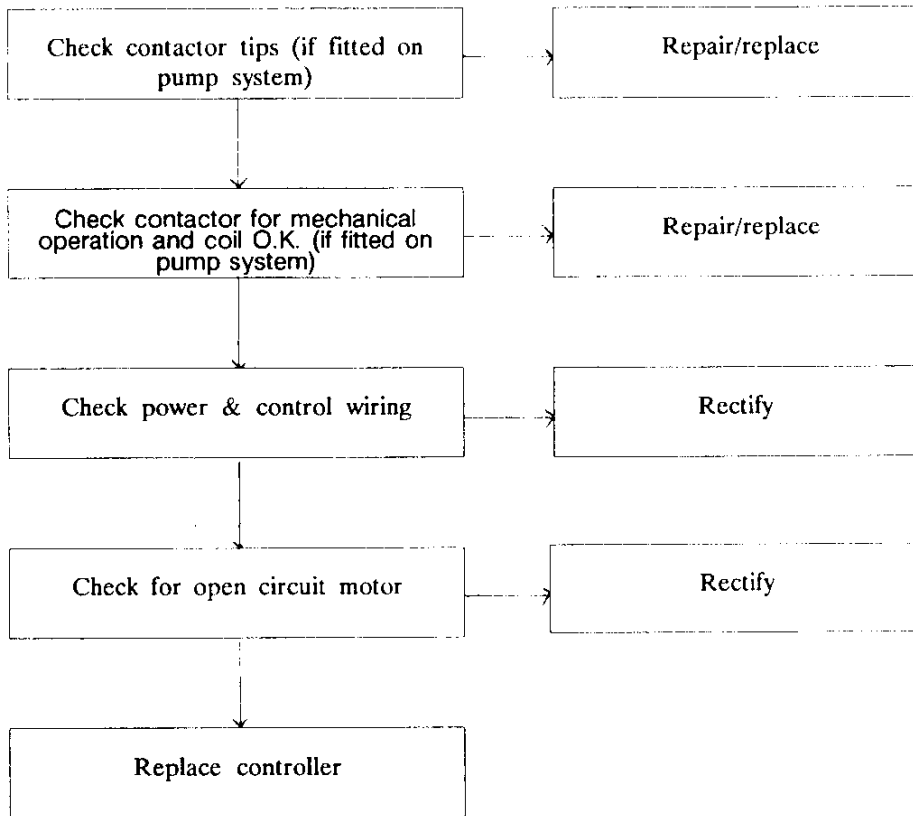 Check contactor tips (if fitted on
pump system)
Repair/replace
Check contactor for mechanical
operation and coil O.K. (if fitted on
pump system)
Repair/replace
Check power & control wiring
Rectify
Check for open circuit motor
Rectify
Replace controller